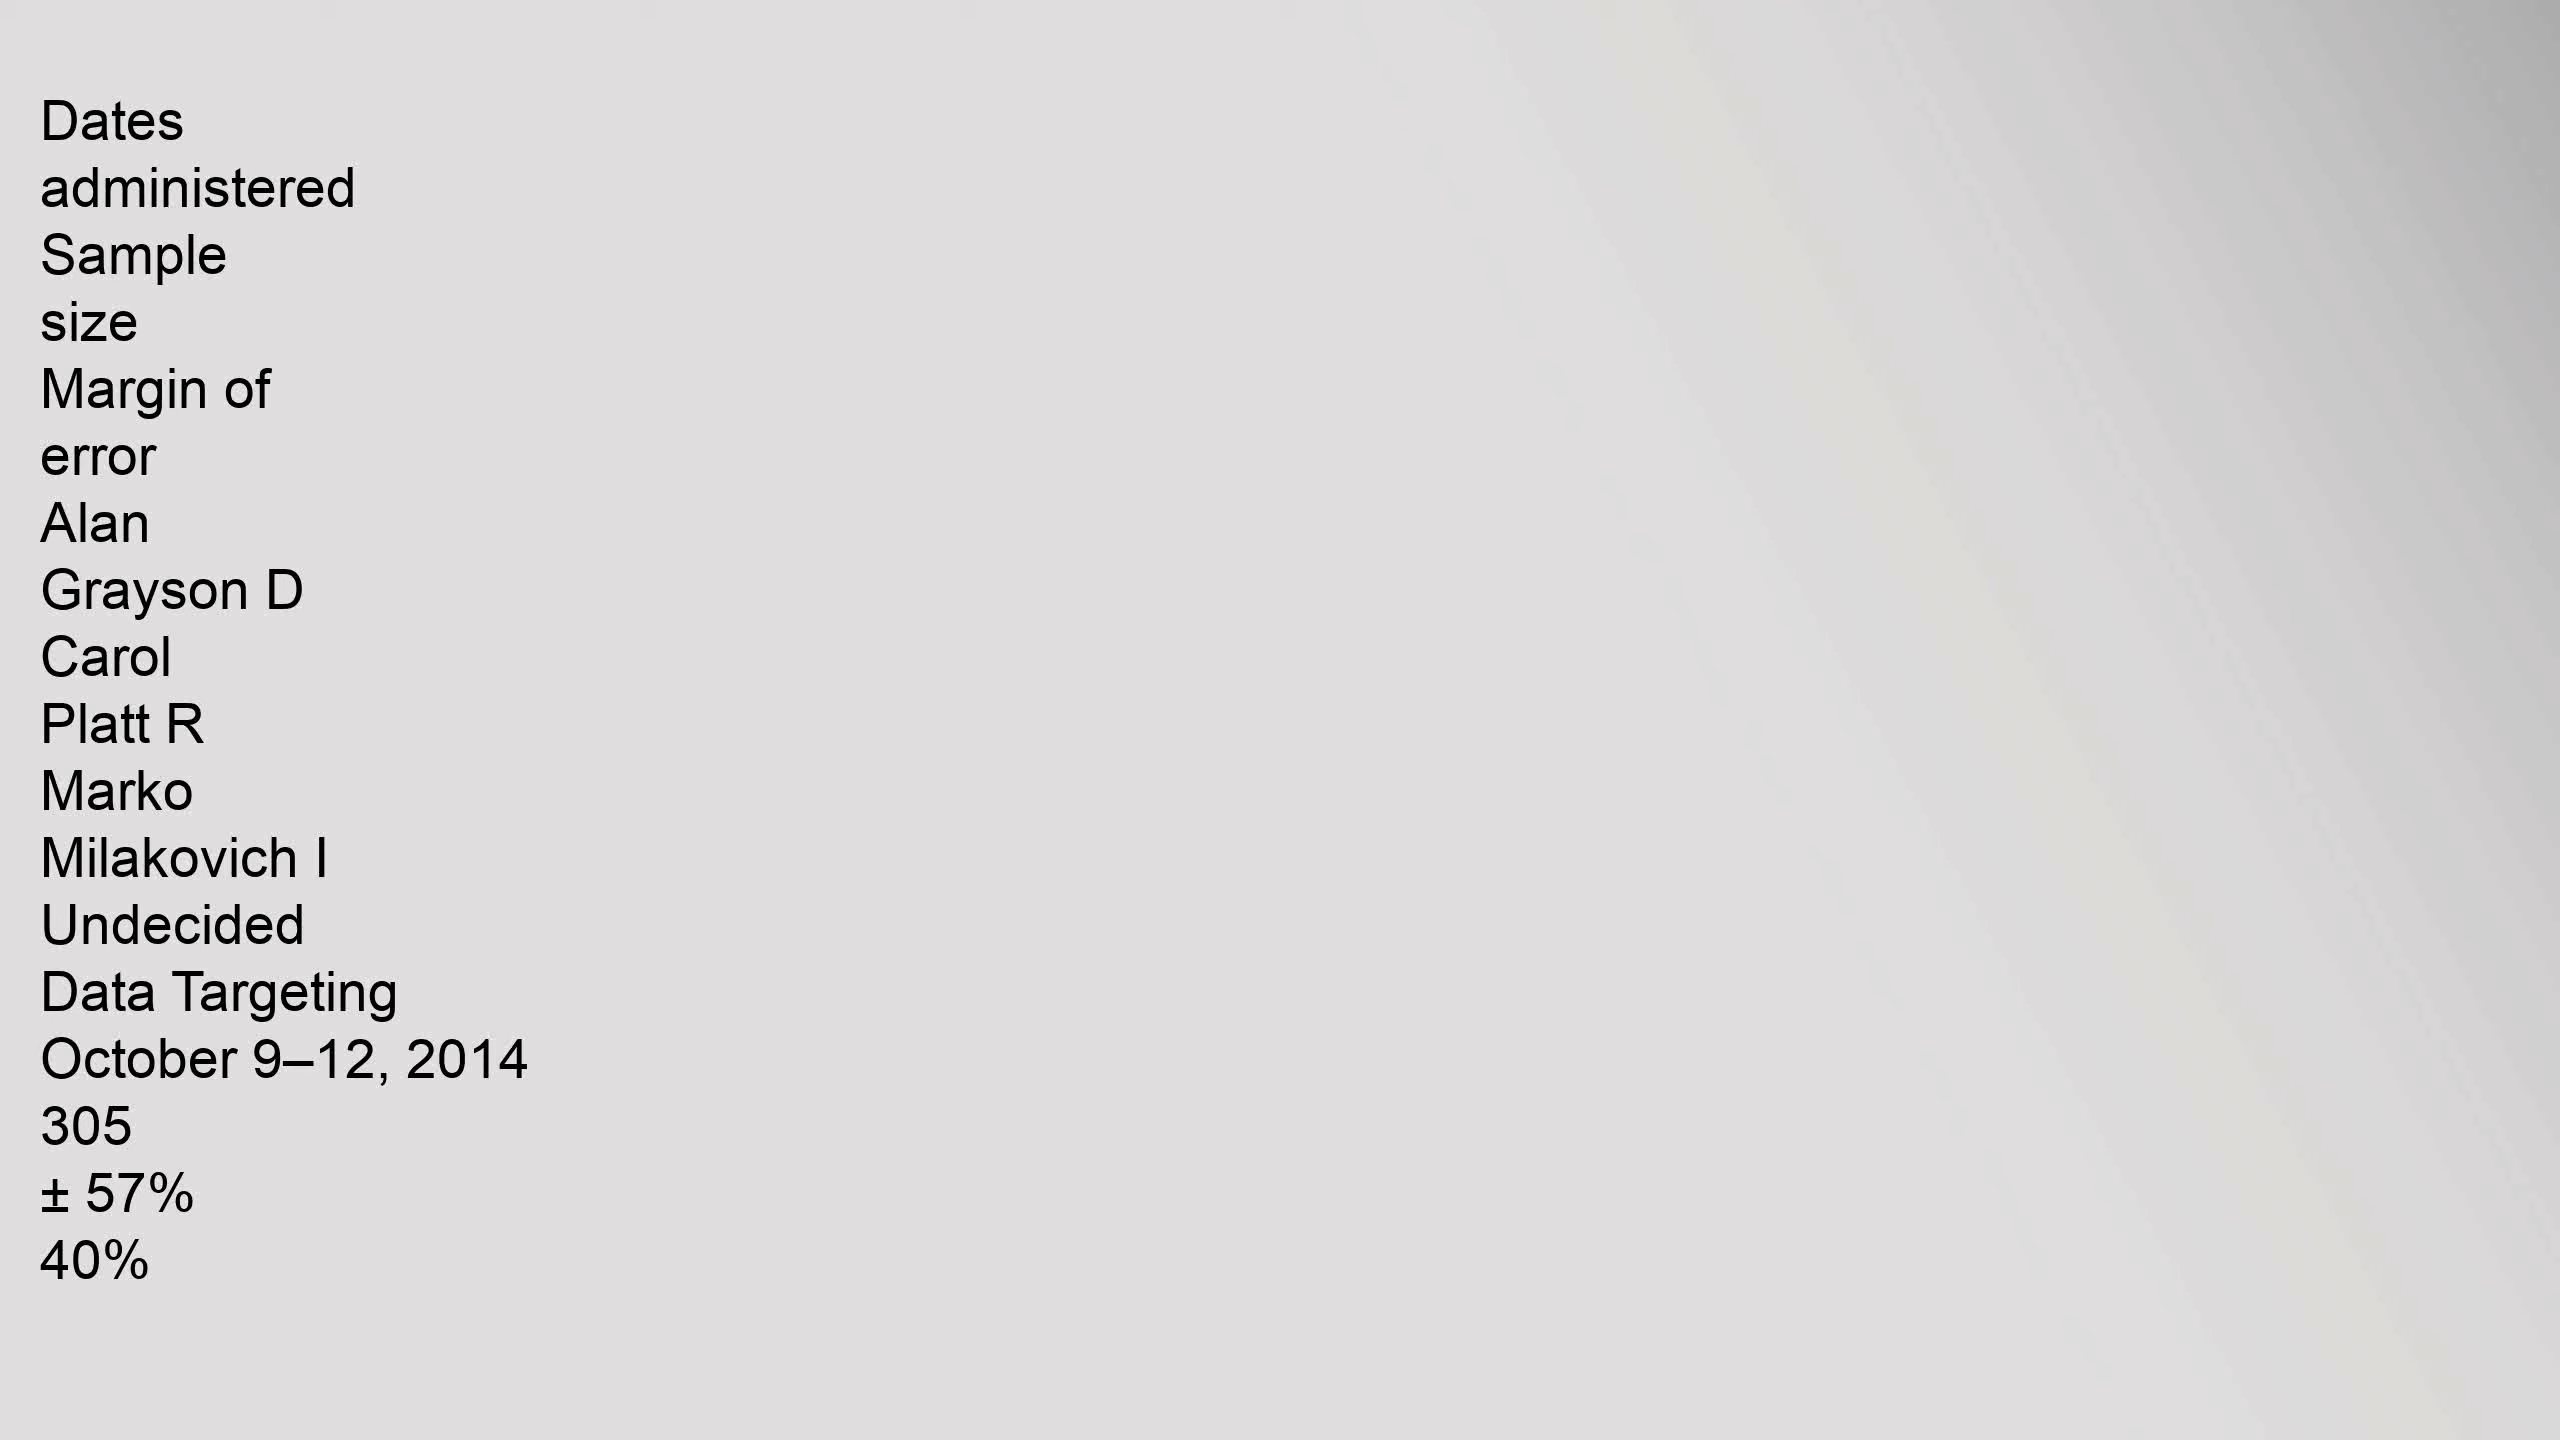 Dates
administered
Sample
size
Margin of
error
Alan
Grayson D
Carol
Platt R
Marko
Milakovich I
Undecided
Data Targeting
October 9–12, 2014
305
± 57%
40%